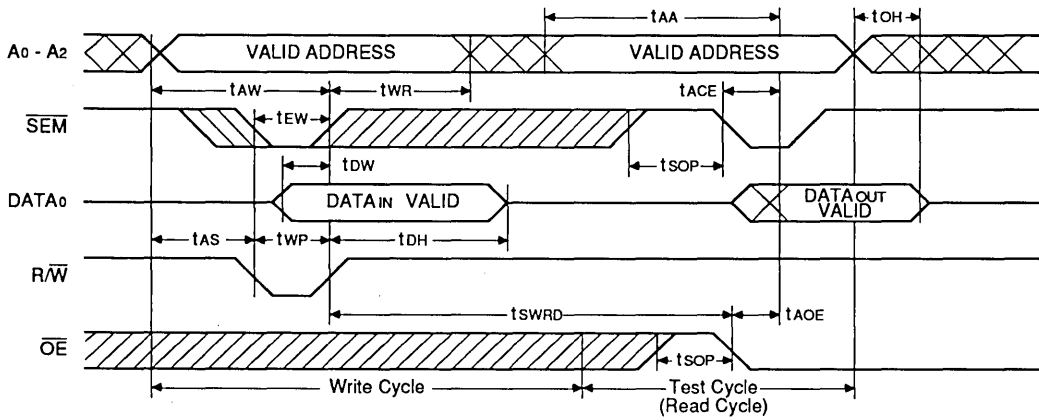 tAA tOH
A0 - A2 VALID ADDRESS VALID ADDRESS
tAW tWR tACE
SEM tEW
tDW tSOP
DATA0 DATAIN VALID DATAOUT VALID
tAS tWP tDH
R/W
tSWRD tAOE
OE tSOP
Write Cycle Test Cycle
(Read Cycle)